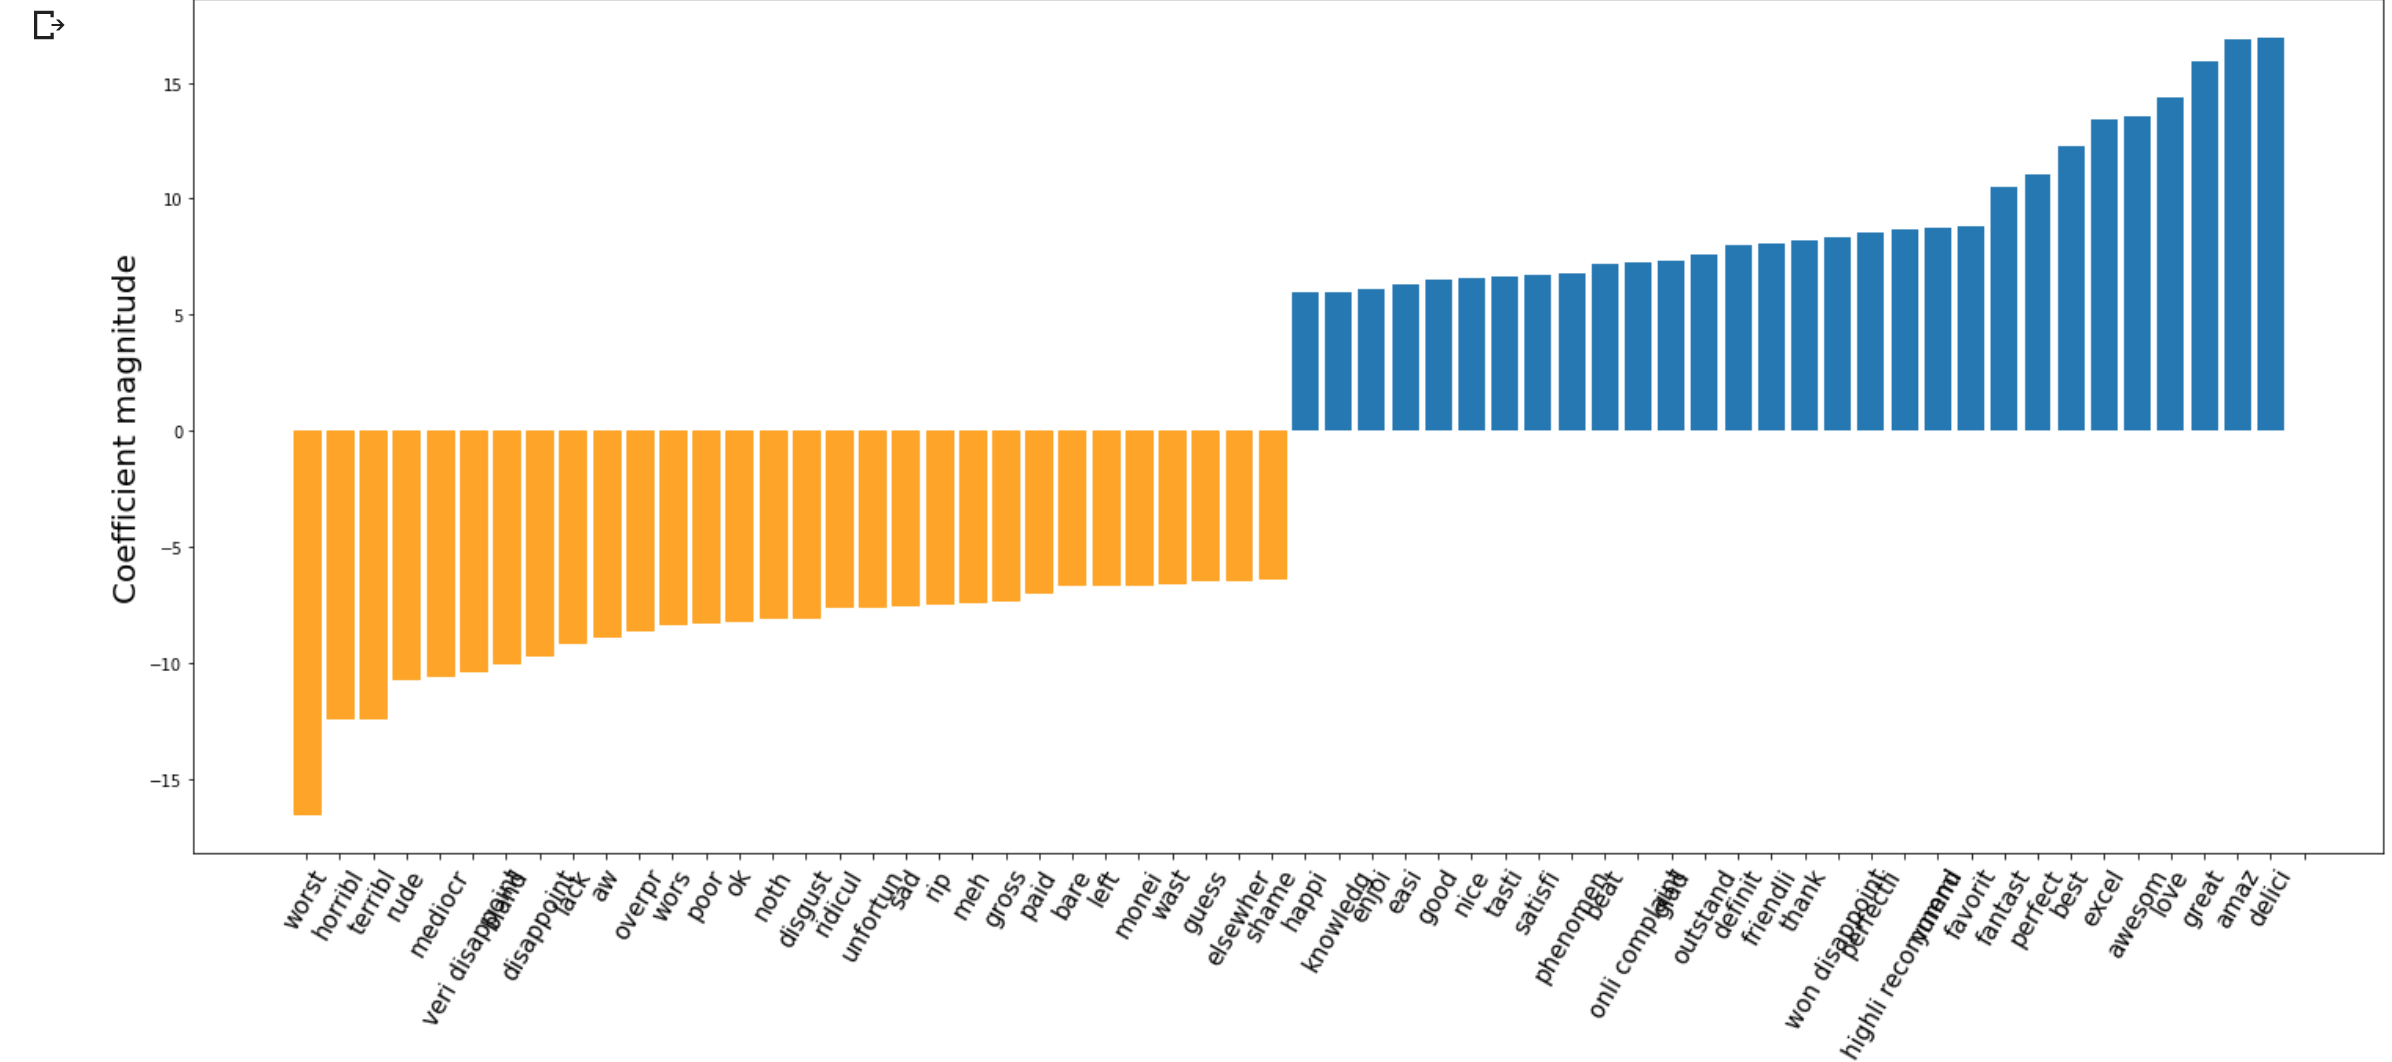 15
10
5
0
−5
−10
−15
Coefficient magnitude
worst
horribl
terribl
rude
mediocr
veri disappoint
bland
disappoint
lack
aw
overpr
wors
poor
ok
noth
disgust
ridicul
unfortun
sad
rip
meh
gross
paid
bare
left
monei
wast
guess
elsewher
shame
happi
knowledg
enjoi
easi
good
nice
tasti
satisfi
phenomen
beat
onli complaint
glad
outstand
definit
friendli
thank
won disappoint
perfectli
highli recommend
yummi
favorit
fantast
perfect
best
excel
awesom
love
great
amaz
delici